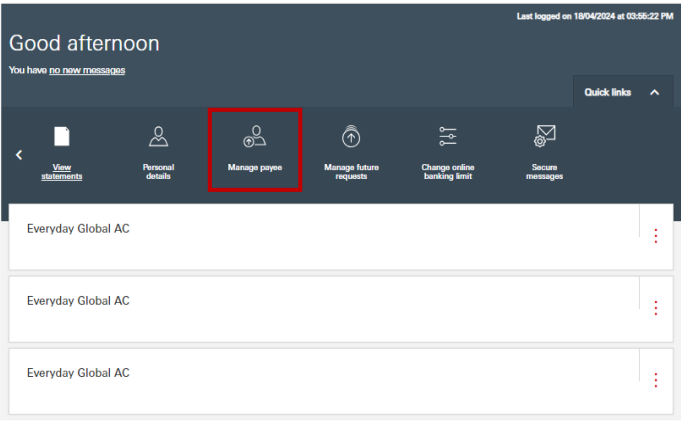 Last logged on 18/04/2024 at 03:55:22 PM
Good afternoon
You have no new messages
Quick links
View
statements
Personal
details
Manage payee
Manage future
requests
Change online
banking limit
Secure
messages
Everyday Global AC
Everyday Global AC
Everyday Global AC